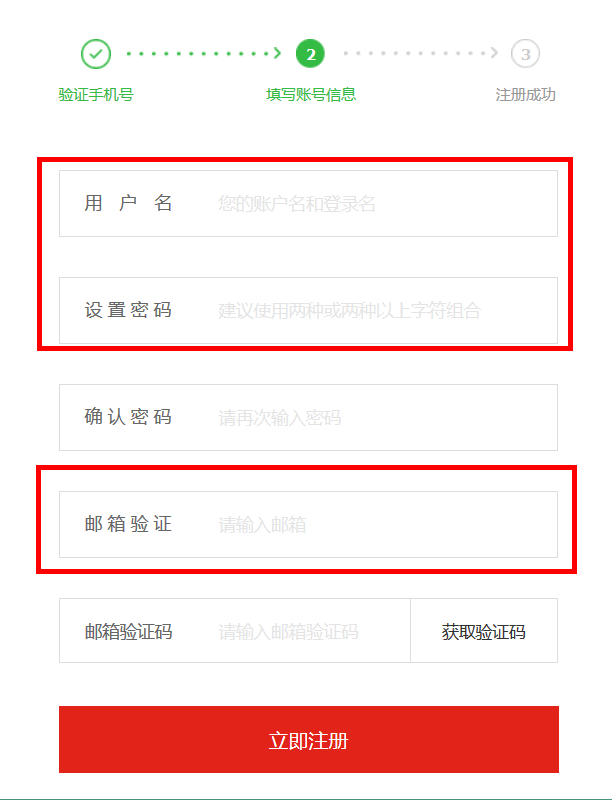 2 3
验证手机号 填写账号信息 注册成功
用户名 您的账户名和登录名
设置密码 建议使用两种或两种以上字符组合
确认密码 请再次输入密码
邮箱验证 请输入邮箱
邮箱验证码 请输入邮箱验证码 获取验证码
立即注册